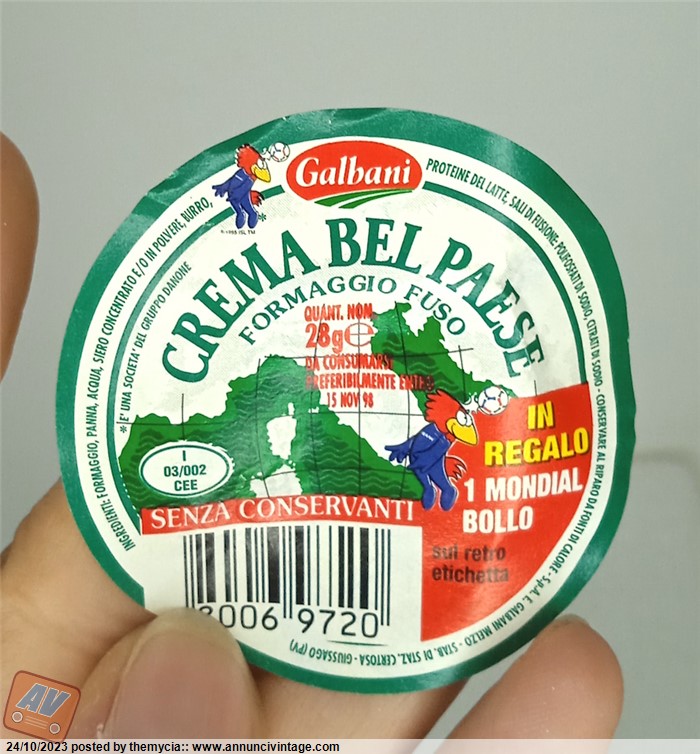 Galbani
CREMA BEL PAESE
FORMAGGIO FUSO
QUANT. NOM.
28g e
DA CONSUMARSI
PREFERIBILMENTE ENTRO
15 NOV 98
INGREDIENTI: FORMAGGIO, PANNA, ACQUA, SIERO CONCENTRATO E/O IN POLVERE, BURRO,
PROTEINE DEL LATTE, SALI DI FUSIONE: POLIFOSFATI DI SODIO, CITRATI DI SODIO - CONSERVARE AL RIPARO DA FONTI DI CALORE - S.p.A. E. GALBANI MELZO - STAB. DI STAZ. CERTOSA - GIUSSAGO (PV)
* E' UNA SOCIETA' DEL GRUPPO DANONE
*
I
03/002
CEE
IN
REGALO
1 MONDIAL
BOLLO
sul retro
etichetta
SENZA CONSERVANTI
006 9720
AV
24/10/2023 posted by themycia:: www.annuncivintage.com